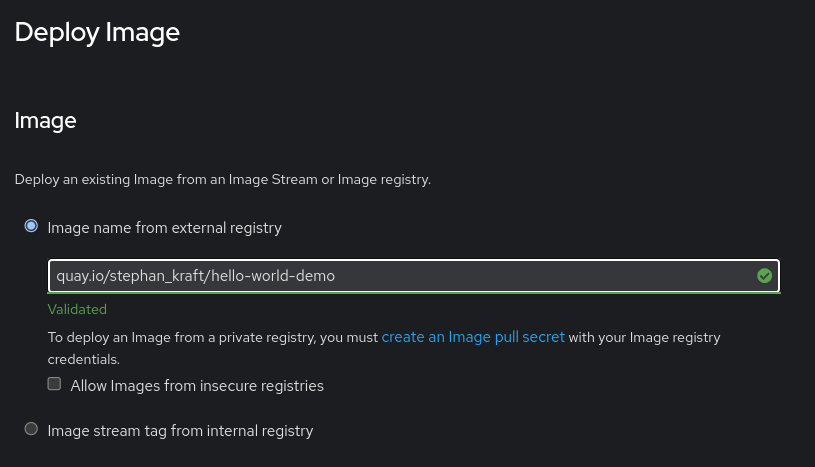 Deploy Image
Image
Deploy an existing Image from an Image Stream or Image registry.
Image name from external registry
quay.io/stephan_kraft/hello-world-demo
Validated
To deploy an Image from a private registry, you must create an Image pull secret with your Image registry
credentials.
Allow Images from insecure registries
Image stream tag from internal registry